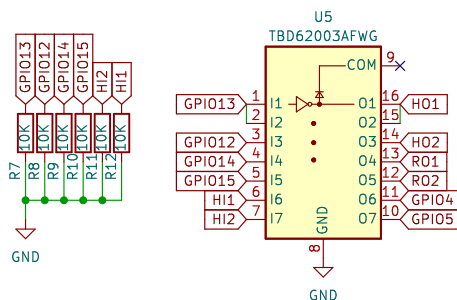 U5
TBD62003AFWG
GPIO13
GPIO12
GPIO14
GPIO15
HI2
HI1
10K
10K
10K
10K
10K
10K
R7
R8
R9
R10
R11
R12
GND
COM 9
GPIO13 1 I1 O1 16 HO1
2 I2 O2 15
GPIO12 3 I3 O3 14 HO2
GPIO14 4 I4 O4 13 RO1
GPIO15 5 I5 O5 12 RO2
HI1 6 I6 O6 11 GPIO4
HI2 7 I7 O7 10 GPIO5
GND
8
GND